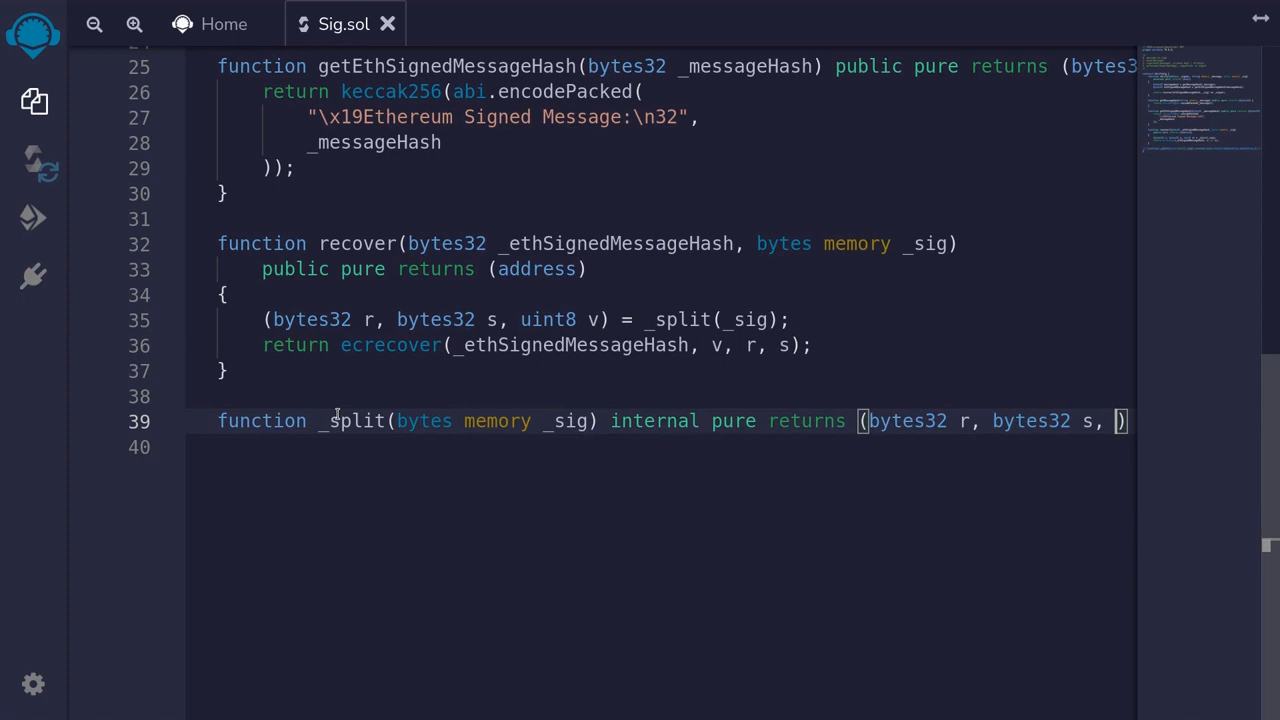 Home
Sig.sol
25 function getEthSignedMessageHash(bytes32 _messageHash) public pure returns (bytes3
26 return keccak256(abi.encodePacked(
27 "\x19Ethereum Signed Message:\n32",
28 _messageHash
29 ));
30 }
31
32 function recover(bytes32 _ethSignedMessageHash, bytes memory _sig)
33 public pure returns (address)
34 {
35 (bytes32 r, bytes32 s, uint8 v) = _split(_sig);
36 return ecrecover(_ethSignedMessageHash, v, r, s);
37 }
38
39 function _split(bytes memory _sig) internal pure returns (bytes32 r, bytes32 s, )
40